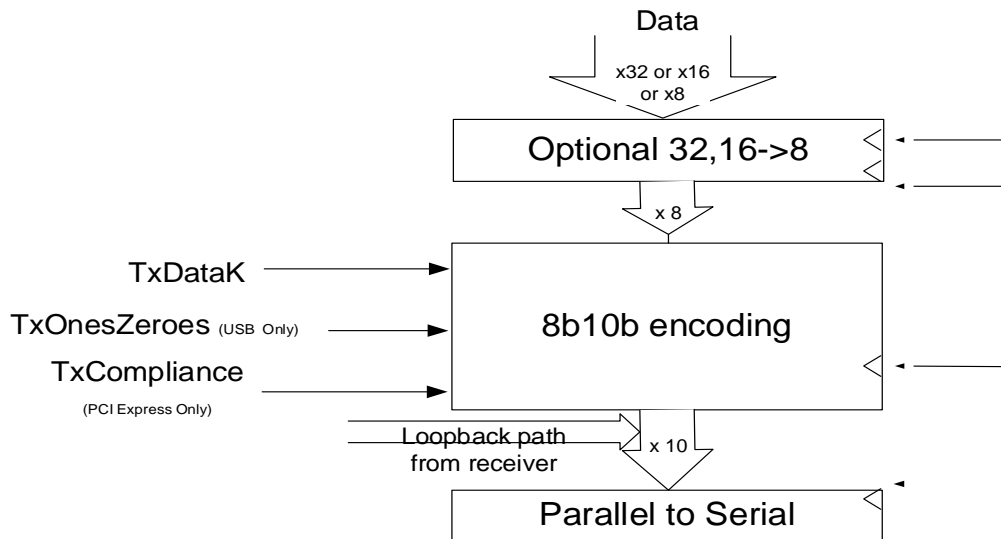 Data
x32 or x16
or x8
Optional 32,16->8
x 8
TxDataK
TxOnesZeroes (USB Only)
8b10b encoding
TxCompliance
(PCI Express Only)
Loopback path
from receiver
x 10
Parallel to Serial